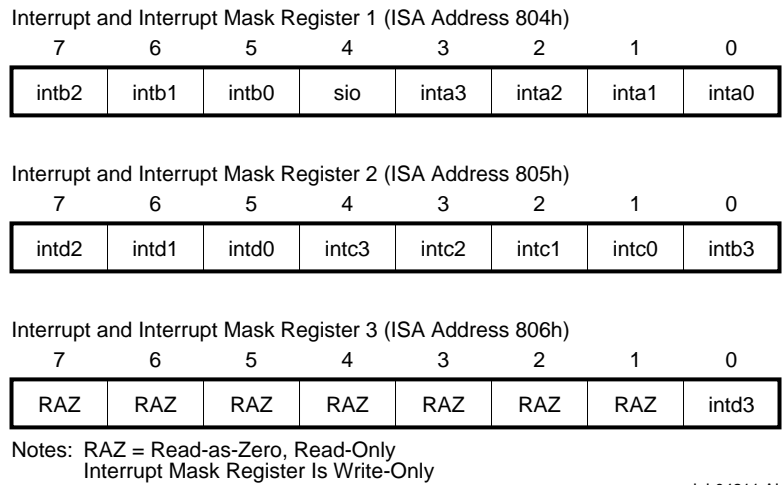 Interrupt and Interrupt Mask Register 1 (ISA Address 804h)
7 6 5 4 3 2 1 0
intb2 intb1 intb0 sio inta3 inta2 inta1 inta0
Interrupt and Interrupt Mask Register 2 (ISA Address 805h)
7 6 5 4 3 2 1 0
intd2 intd1 intd0 intc3 intc2 intc1 intc0 intb3
Interrupt and Interrupt Mask Register 3 (ISA Address 806h)
7 6 5 4 3 2 1 0
RAZ RAZ RAZ RAZ RAZ RAZ RAZ intd3
Notes: RAZ = Read-as-Zero, Read-Only
Interrupt Mask Register Is Write-Only